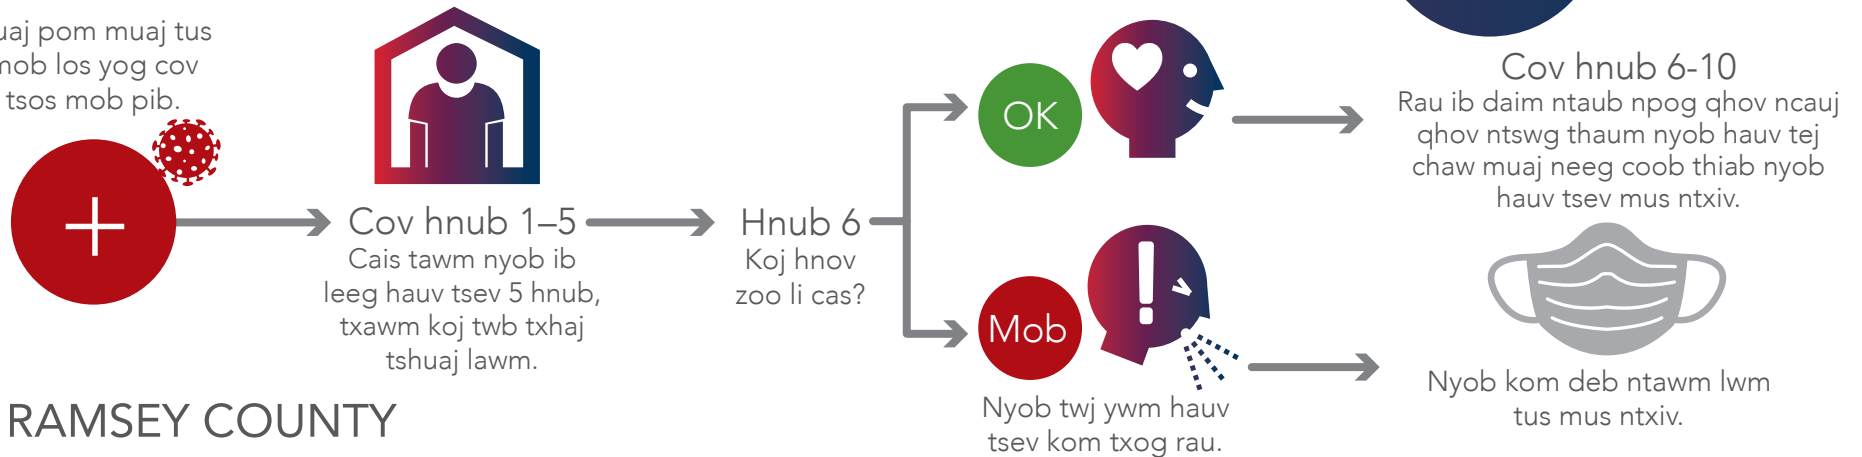 pom muaj tus
los yog cov
tsos mob pib.
Cov hnub 1–5
Cais tawm nyob ib
leeg hauv tsev 5 hnub,
txawm koj twb txhaj
tshuaj lawm.
Hnub 6
Koj hnov
zoo li cas?
OK
Mob
Nyob twj ywm hauv
tsev kom txog rau.
Cov hnub 6-10
Rau ib daim ntaub npog qhov ncauj
qhov ntswg thaum nyob hauv tej
chaw muaj neeg coob thiab nyob
hauv tsev mus ntxiv.
Nyob kom deb ntawm lwm
tus mus ntxiv.
RAMSEY COUNTY